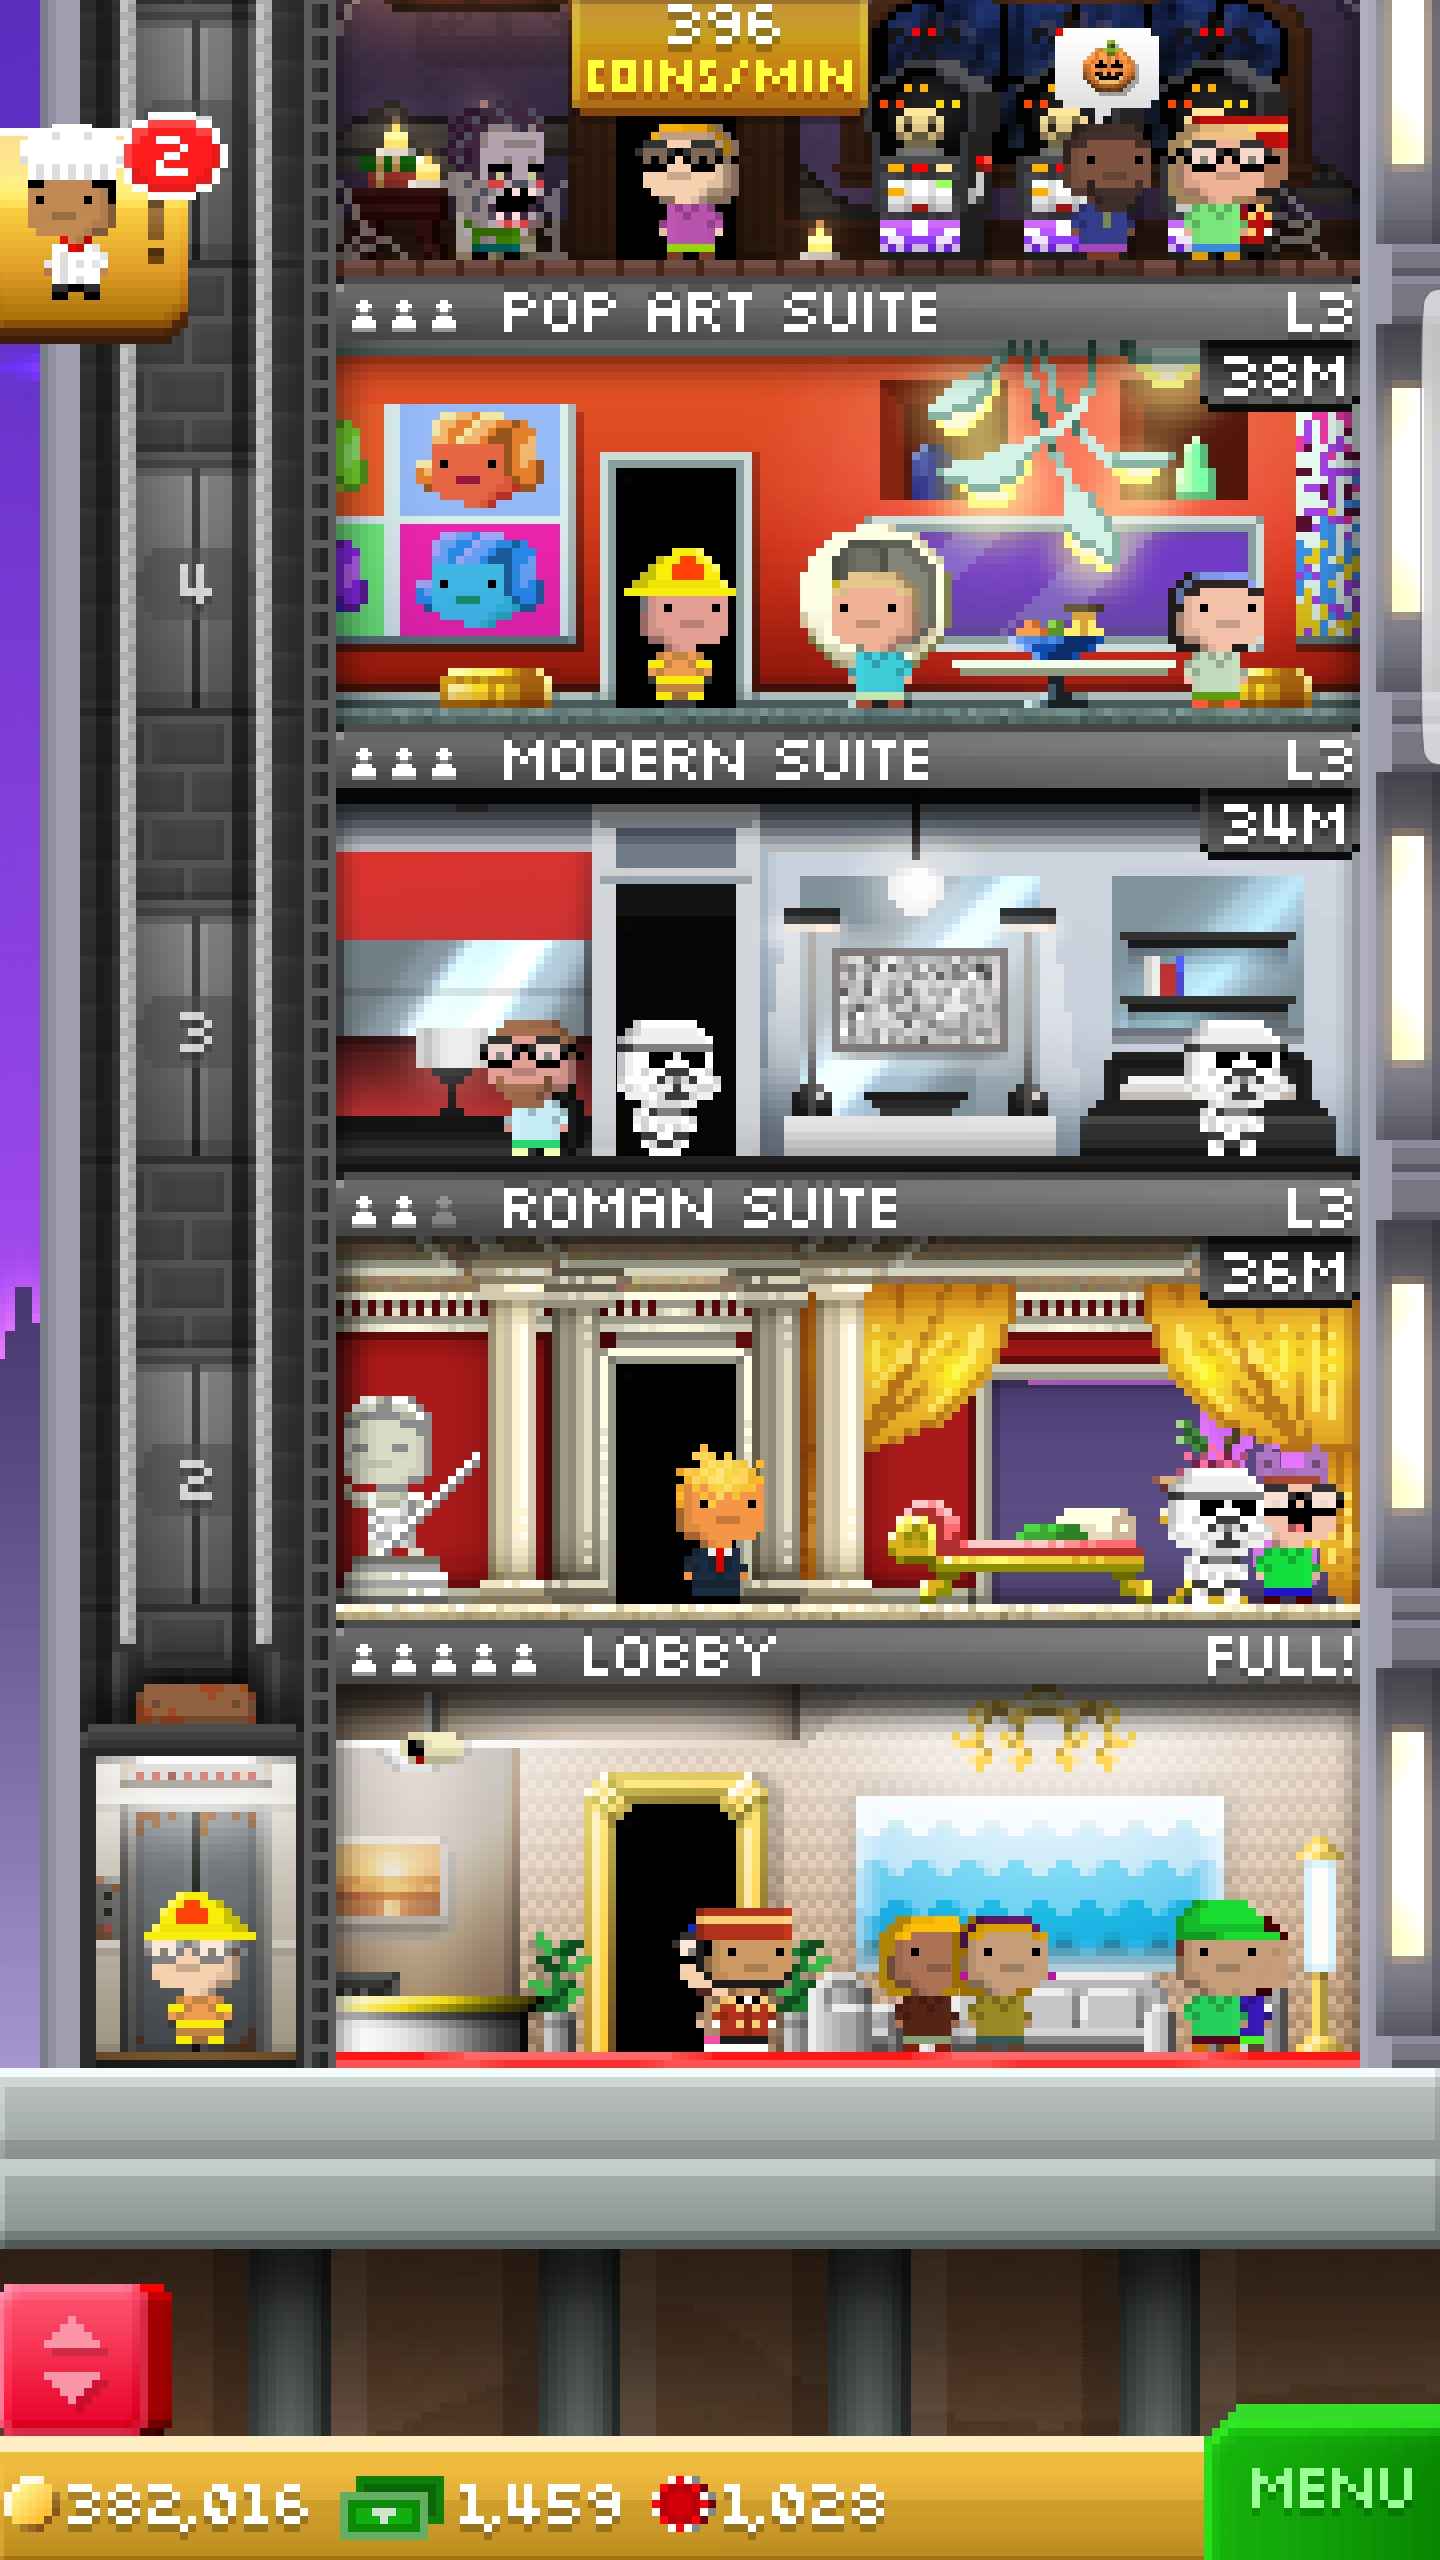 396
COINS/MIN
2
POP ART SUITE L3
38M
4
MODERN SUITE L3
34M
3
ROMAN SUITE L3
36M
2
LOBBY FULL!
382,016 1,459 1,028
MENU